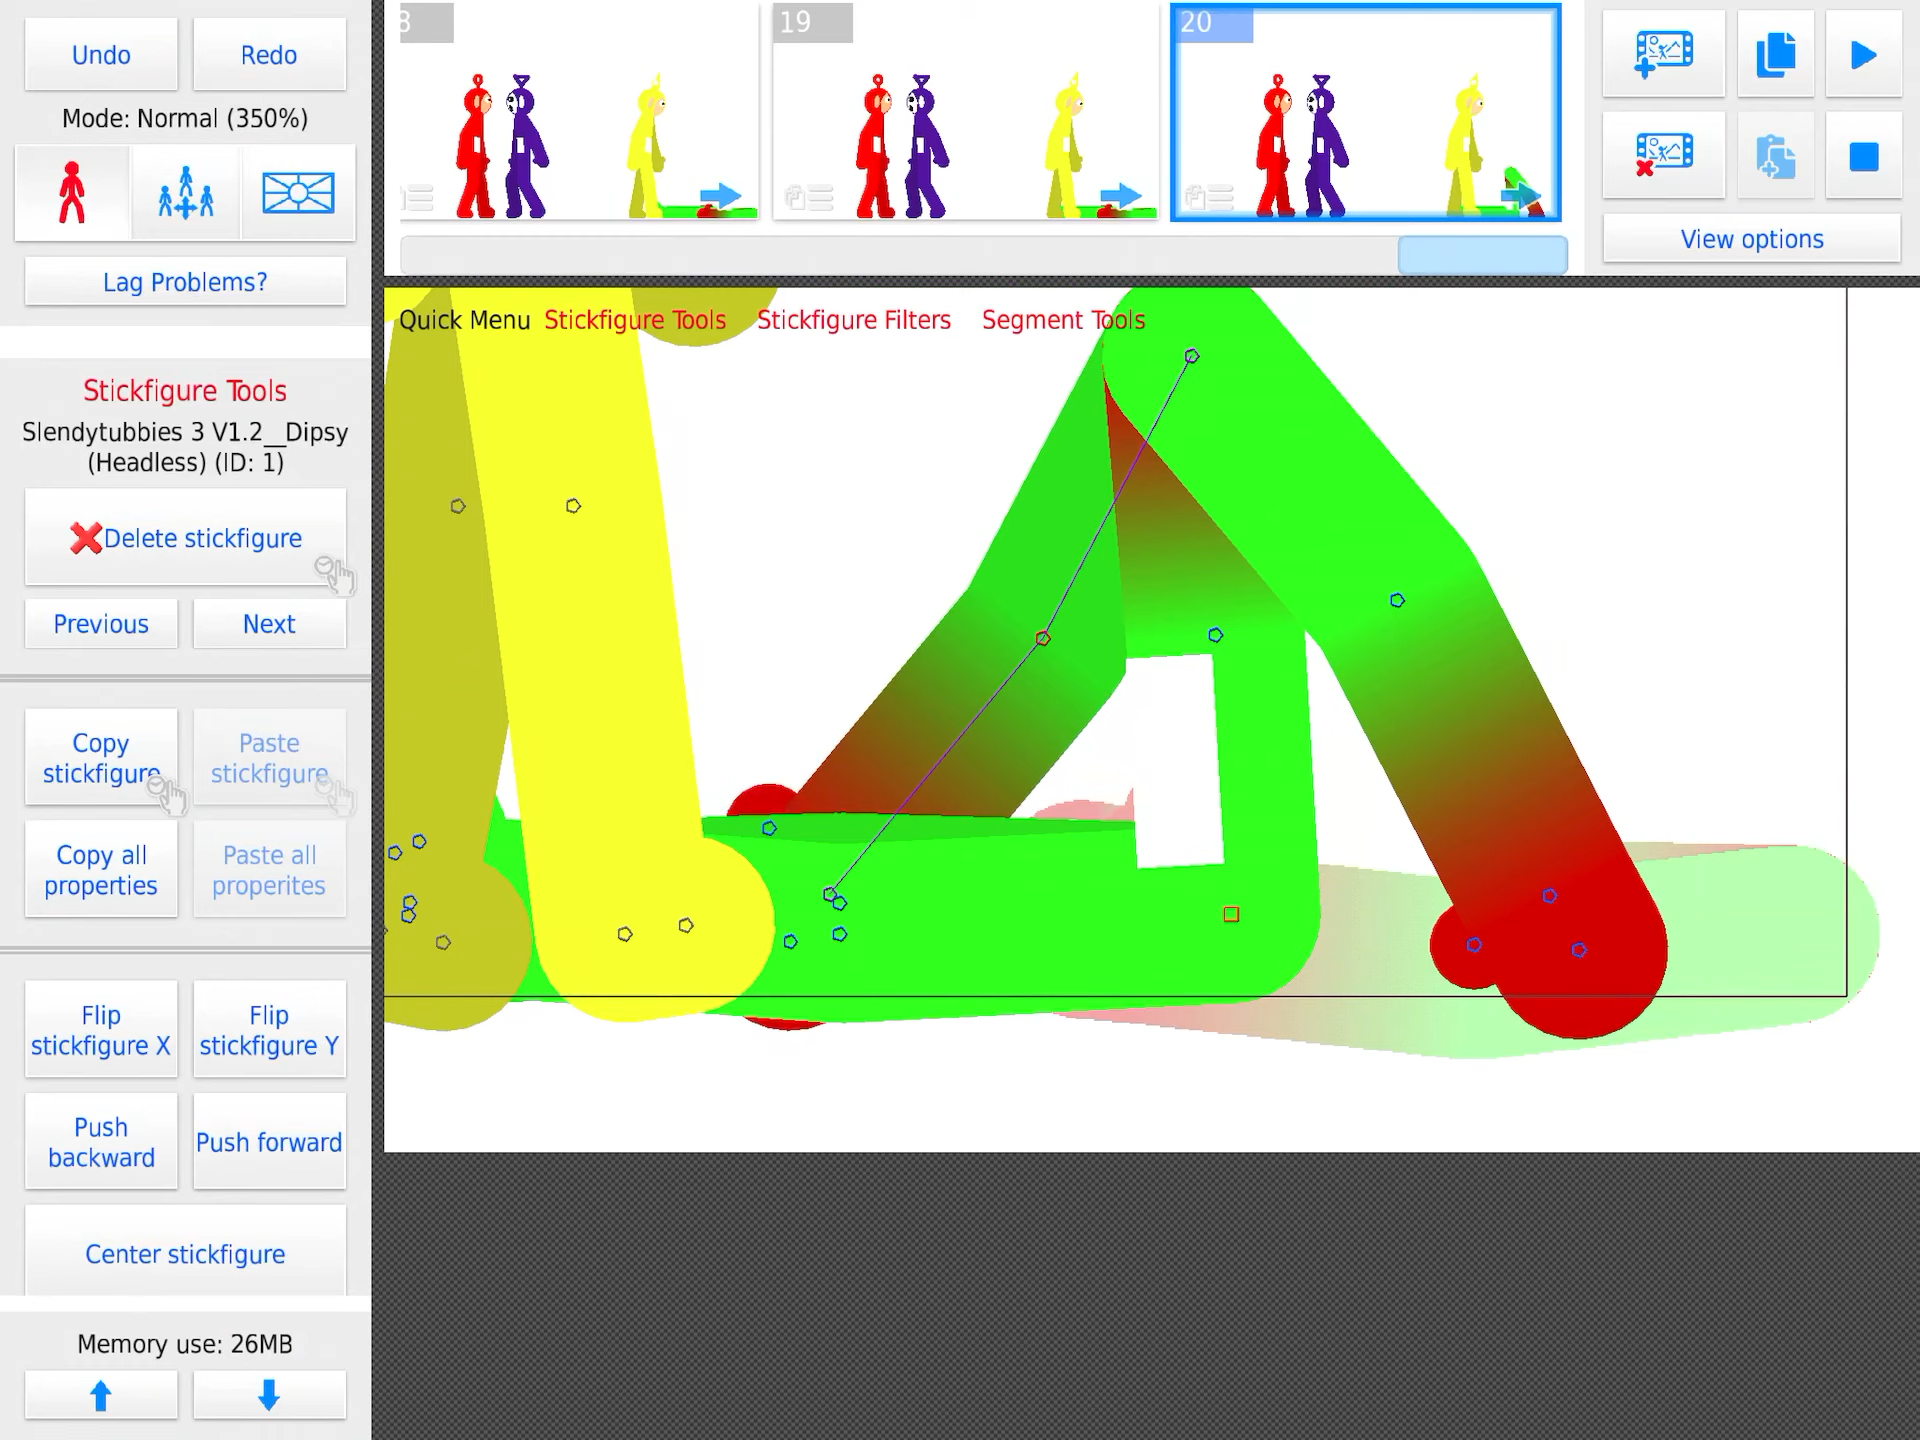 Undo
Redo
Mode: Normal (350%)
Lag Problems?
Stickfigure Tools
Slendytubbies 3 V1.2__Dipsy
(Headless) (ID: 1)
Delete stickfigure
Previous
Next
Copy
stickfigure
Paste
stickfigure
Copy all
properties
Paste all
properites
Flip
stickfigure X
Flip
stickfigure Y
Push
backward
Push forward
Center stickfigure
Memory use: 26MB
8
19
20
View options
Quick Menu Stickfigure Tools Stickfigure Filters Segment Tools